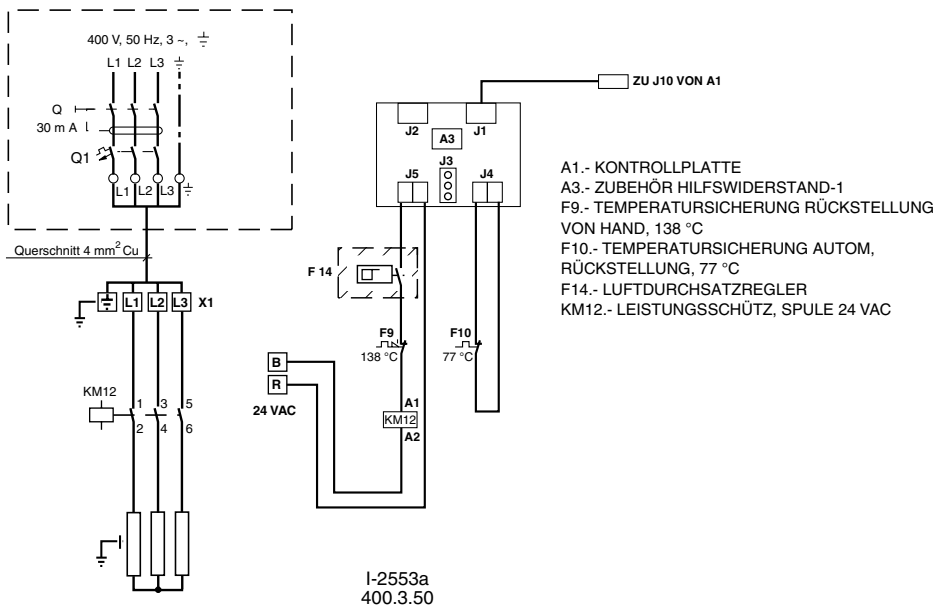 400 V, 50 Hz, 3 ~,
L1 L2 L3
Q
30 m A
Q1
L1 L2 L3
Querschnitt 4 mm² Cu
L1 L2 L3 X1
KM12
1 3 5
2 4 6
ZU J10 VON A1
J2 J1
A3
J3
J5 J4
F 14
F9
138 °C
F10
77 °C
B
R
24 VAC
A1
KM12
A2
A1.- KONTROLLPLATTE
A3.- ZUBEHÖR HILFSWIDERSTAND-1
F9.- TEMPERATURSICHERUNG RÜCKSTELLUNG
VON HAND, 138 °C
F10.- TEMPERATURSICHERUNG AUTOM,
RÜCKSTELLUNG, 77 °C
F14.- LUFTDURCHSATZREGLER
KM12.- LEISTUNGSSCHÜTZ, SPULE 24 VAC
I-2553a
400.3.50